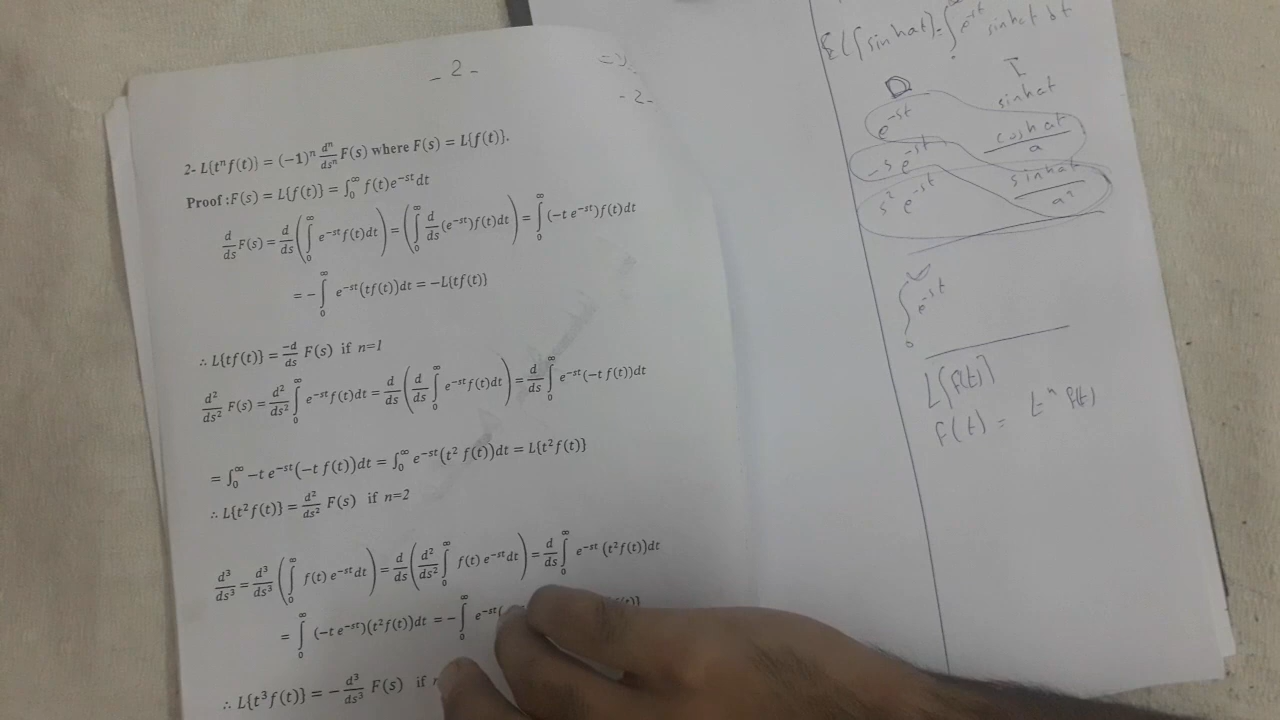 - 2 -
- 2 -
2- L{tⁿf(t)} = (-1)ⁿ dⁿ/dsⁿ F(s) where F(s) = L{f(t)}.
Proof :F(s) = L{f(t)} = ∫₀^∞ f(t)e^(-st) dt
d/ds F(s) = d/ds (∫₀^∞ e^(-st) f(t)dt) = (∫₀^∞ d/ds (e^(-st))f(t)dt) = ∫₀^∞ (-t e^(-st))f(t)dt
= - ∫₀^∞ e^(-st)(tf(t))dt = -L{tf(t)}
∴ L{tf(t)} = -d/ds F(s) if n=1
d²/ds² F(s) = d²/ds² ∫₀^∞ e^(-st) f(t)dt = d/ds (d/ds ∫₀^∞ e^(-st) f(t)dt) = d/ds ∫₀^∞ e^(-st)(-t f(t))dt
= ∫₀^∞ -t e^(-st)(-t f(t))dt = ∫₀^∞ e^(-st)(t² f(t))dt = L{t²f(t)}
∴ L{t²f(t)} = d²/ds² F(s) if n=2
d³/ds³ = d³/ds³ (∫₀^∞ f(t) e^(-st) dt) = d/ds (d²/ds² ∫₀^∞ f(t) e^(-st) dt) = d/ds ∫₀^∞ e^(-st) (t²f(t))dt
= ∫₀^∞ (-t e^(-st))(t²f(t))dt = - ∫₀^∞ e^(-st)(
∴ L{t³f(t)} = - d³/ds³ F(s) if
£{sinhat} = ∫₀^∞ e^(-st) sinhat dt
D I
e^(-st) sinhat
-s e^(-st) coshat/a
s² e^(-st) sinhat/a²
∫₀^∞ e^(-st)
L{f(t)}
F(t) = tⁿ f(t)